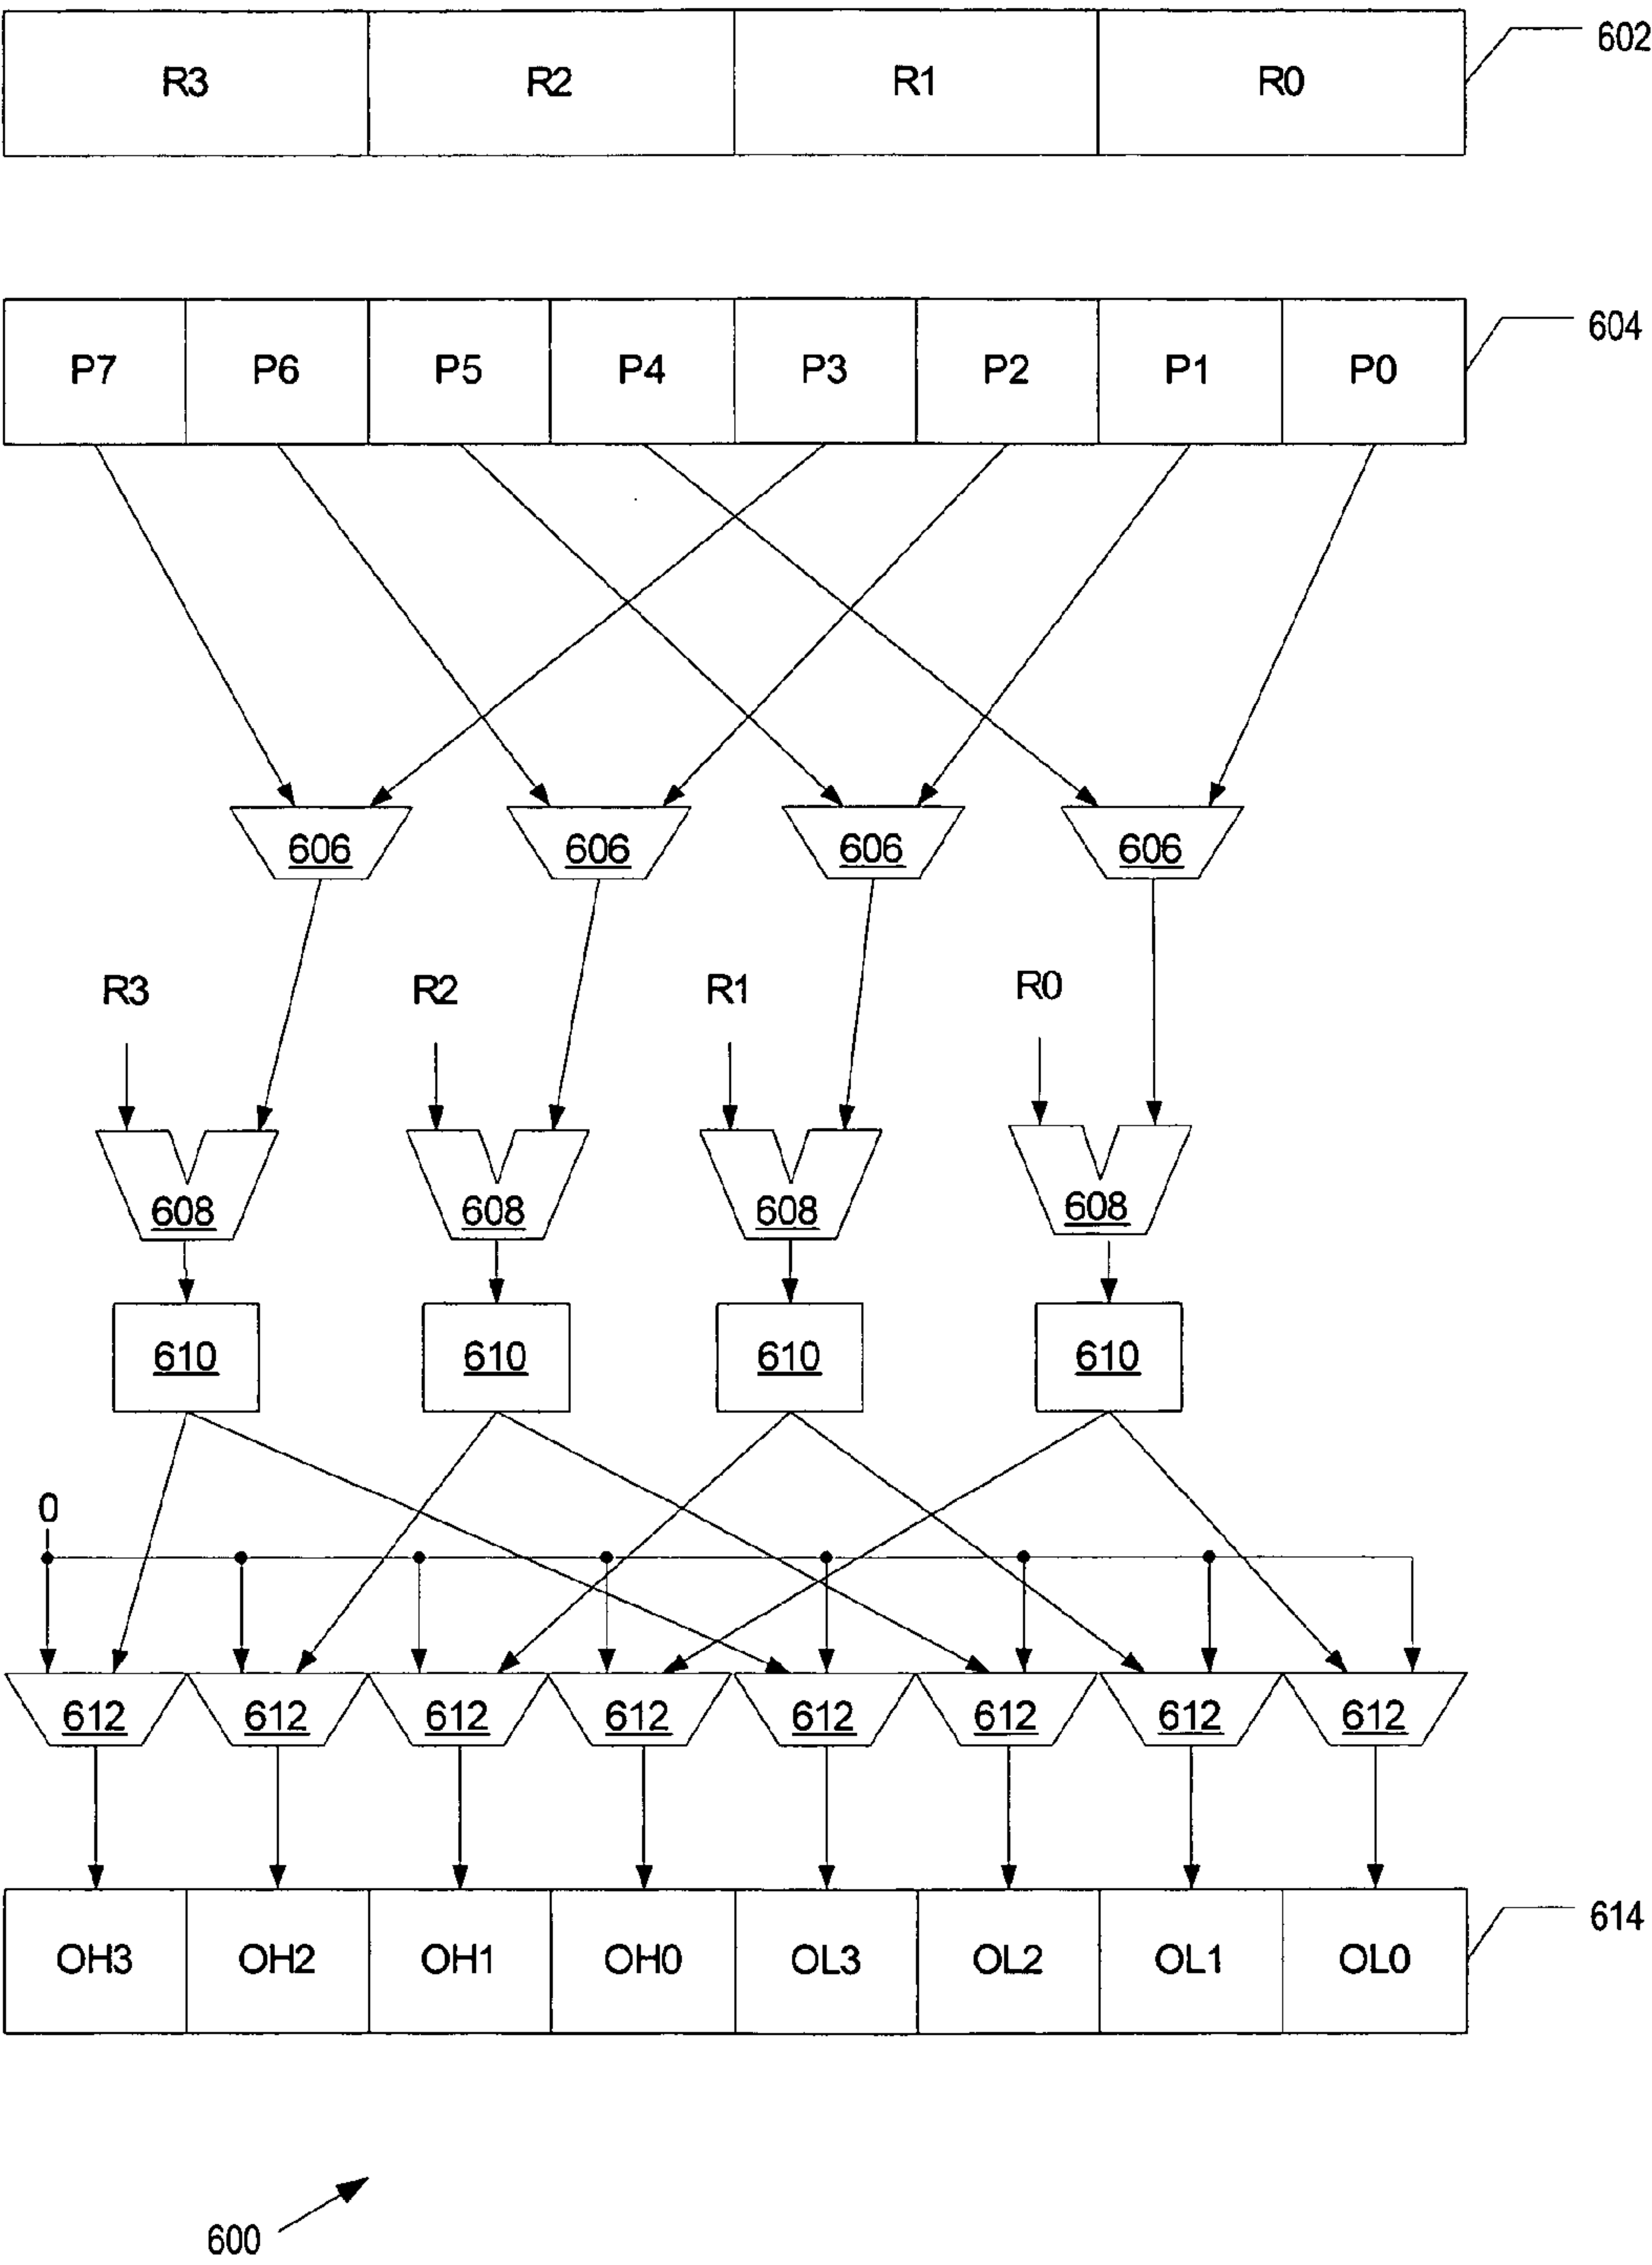 R3 R2 R1 R0 602
P7 P6 P5 P4 P3 P2 P1 P0 604
606 606 606 606
R3 R2 R1 R0
608 608 608 608
610 610 610 610
0
612 612 612 612 612 612 612 612
OH3 OH2 OH1 OH0 OL3 OL2 OL1 OL0 614
600